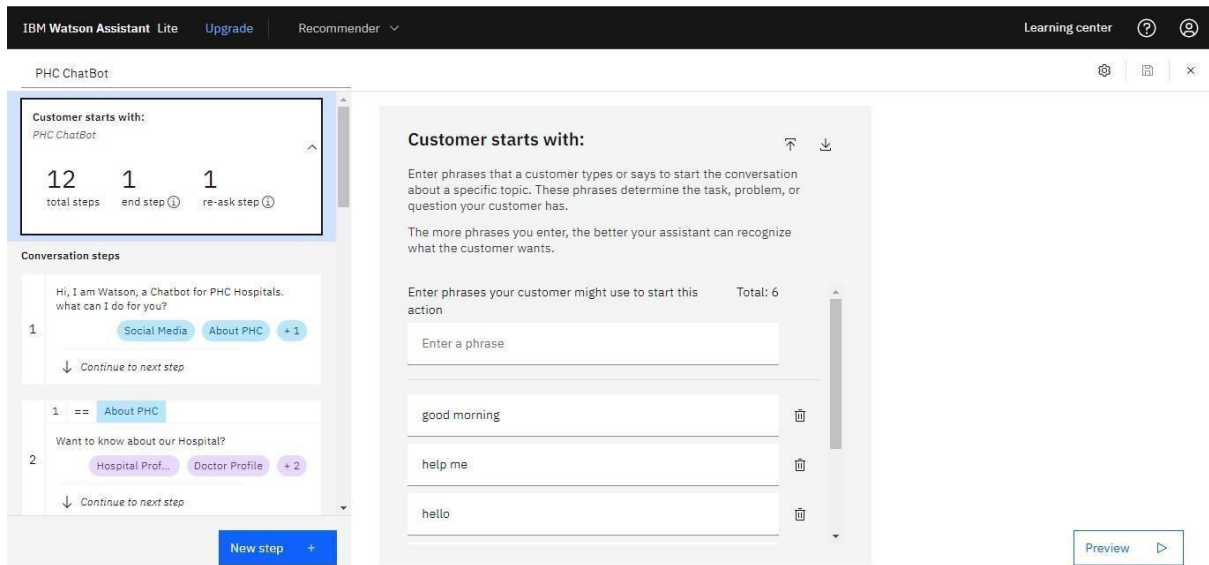 IBM Watson Assistant Lite Upgrade Recommender Learning center
PHC ChatBot
Customer starts with:
PHC ChatBot
12 1 1
total steps end step re-ask step
Conversation steps
Hi, I am Watson, a Chatbot for PHC Hospitals.
what can I do for you?
1
Social Media About PHC + 1
Continue to next step
1 == About PHC
Want to know about our Hospital?
2
Hospital Prof... Doctor Profile + 2
Continue to next step
New step +
Customer starts with:
Enter phrases that a customer types or says to start the conversation
about a specific topic. These phrases determine the task, problem, or
question your customer has.
The more phrases you enter, the better your assistant can recognize
what the customer wants.
Enter phrases your customer might use to start this Total: 6
action
Enter a phrase
good morning
help me
hello
Preview